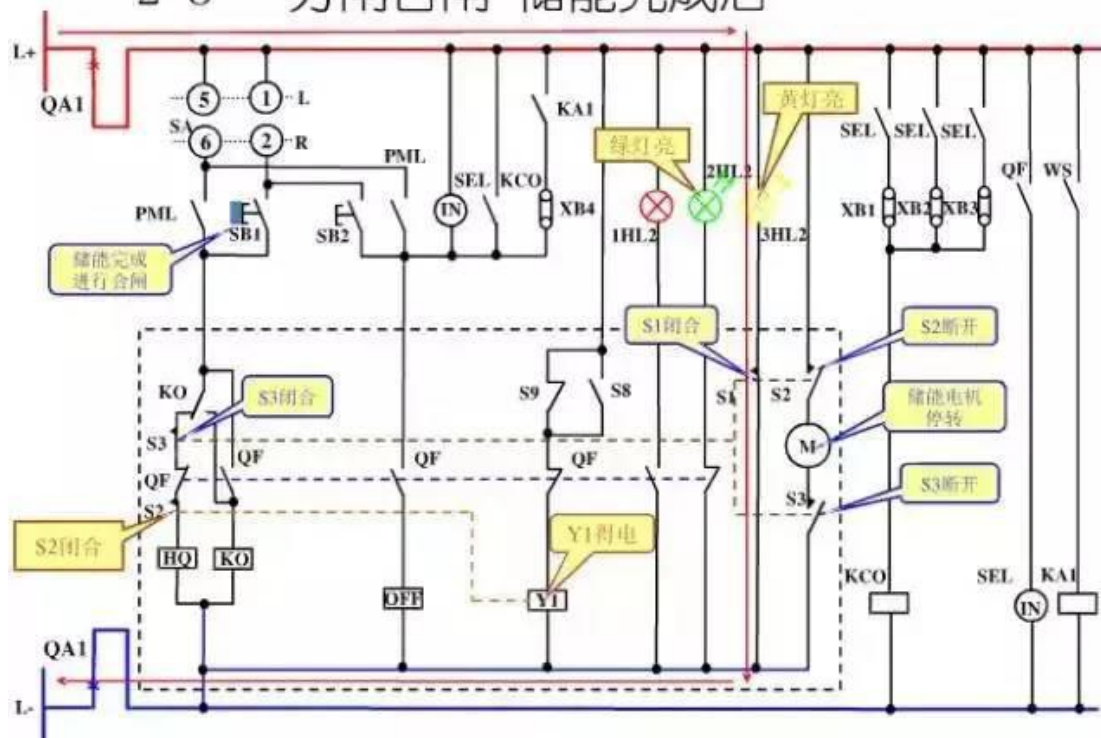 L+
QA1
5
1
L
SA
6
2
R
PML
SB1
SB2
PML
IN
SEL
KCO
KA1
XB4
绿灯亮
黄灯亮
2HL2
1HL2
3HL2
SEL
SEL
SEL
QF
WS
XB1
XB2
XB3
储能完成
进行合闸
S1闭合
S2断开
KO
S3闭合
S9
S8
S1
S2
储能电机
停转
M
S3
QF
QF
QF
QF
S3
S3断开
S2
S2闭合
Y1得电
HQ
KO
OFF
Y1
KCO
SEL
IN
KA1
QA1
L-